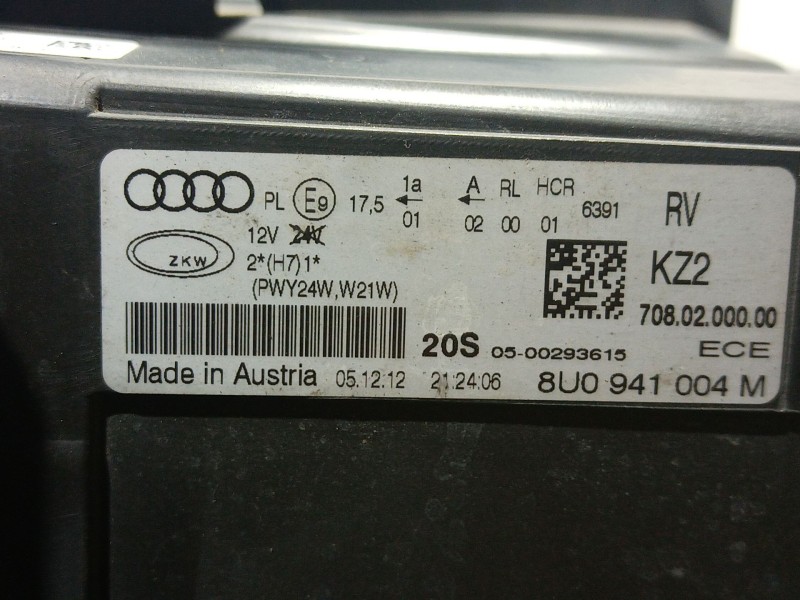 PL E9 17,5 1a 01 A 02 RL 00 HCR 01 6391 RV
12V 24V
ZKW 2*(H7)1* KZ2
(PWY24W,W21W)
708.02.000.00
20S 05-00293615 ECE
Made in Austria 05.12.12 21:24:06 8U0 941 004 M